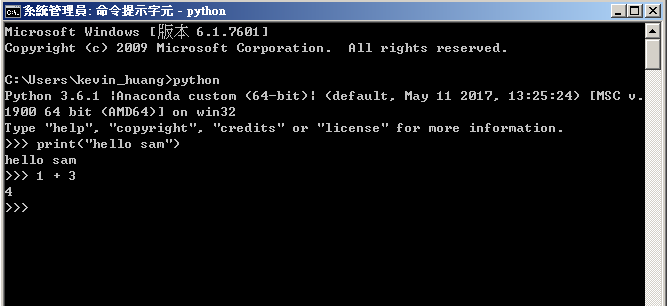 系統管理員: 命令提示字元 - python
Microsoft Windows [版本 6.1.7601]
Copyright (c) 2009 Microsoft Corporation.  All rights reserved.
C:\Users\kevin_huang>python
Python 3.6.1 |Anaconda custom (64-bit)| (default, May 11 2017, 13:25:24) [MSC v.
1900 64 bit (AMD64)] on win32
Type "help", "copyright", "credits" or "license" for more information.
>>> print("hello sam")
hello sam
>>> 1 + 3
4
>>>